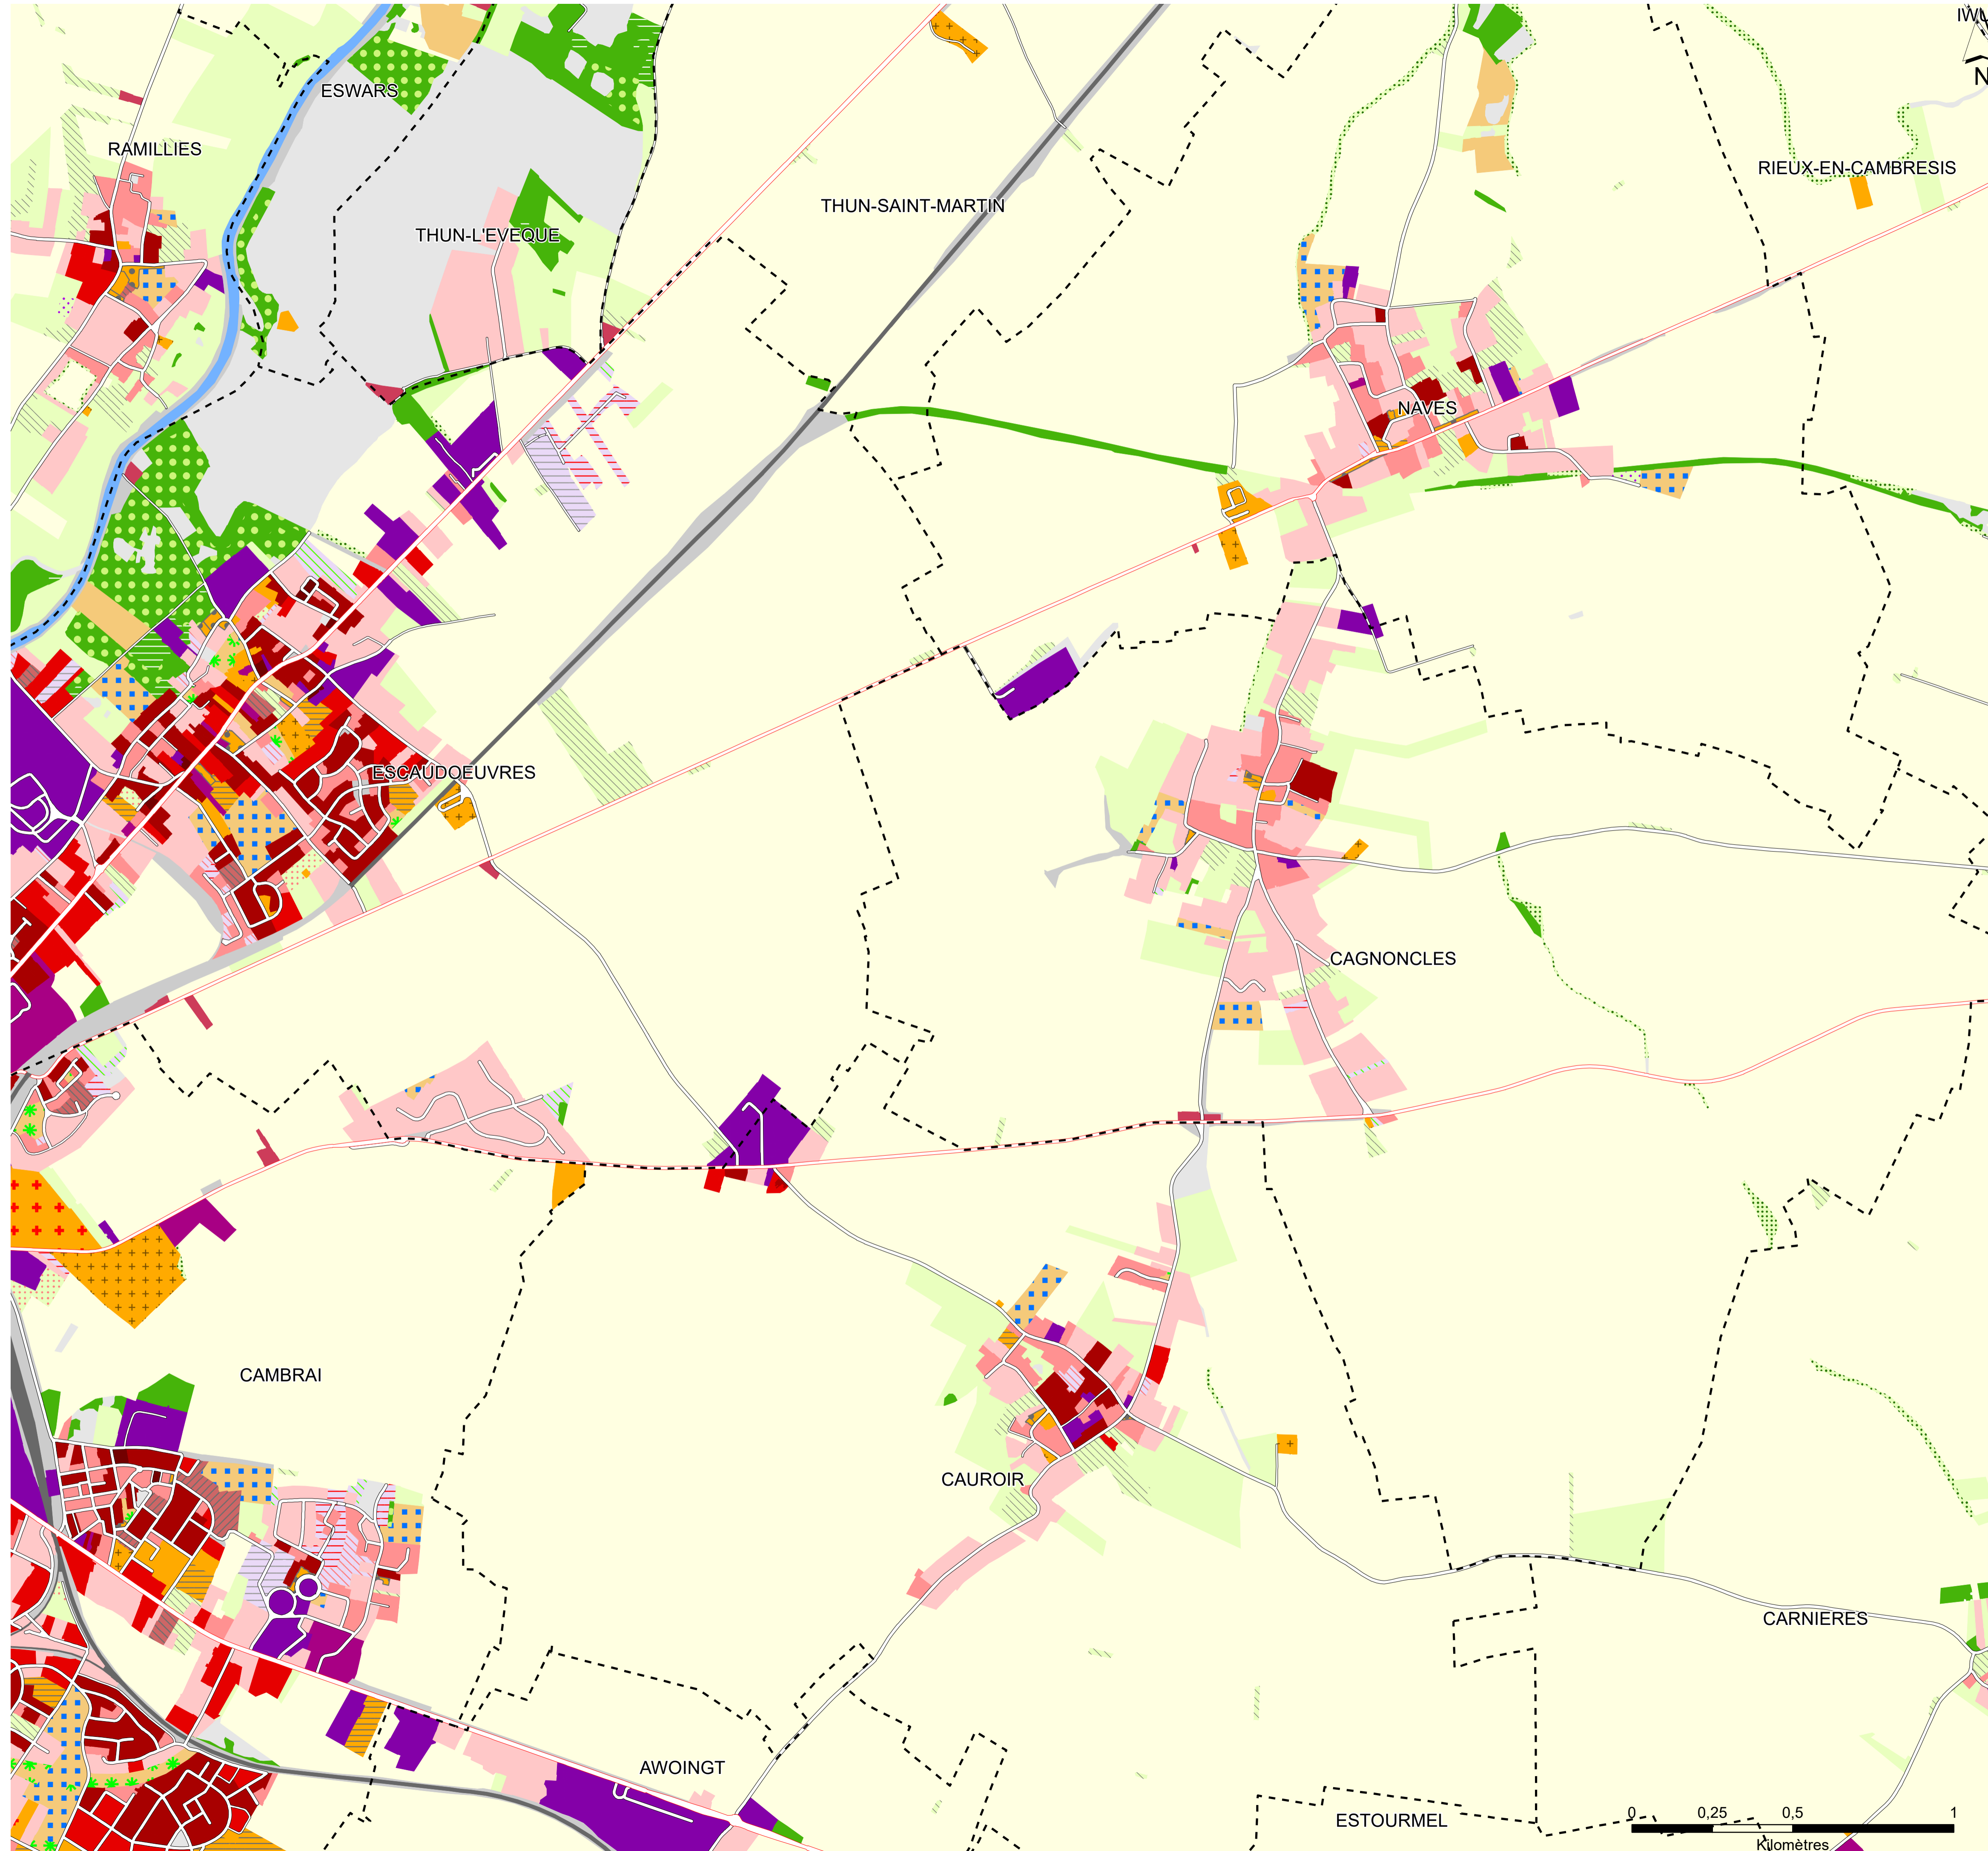 ESWARS
RAMILLIES
RIEUX-EN-CAMBRESIS
THUN-SAINT-MARTIN
THUN-L'EVEQUE
NAVES
ESCAUDOEUVRES
CAGNONCLES
CAMBRAI
CAUROIR
CARNIERES
AWOINGT
ESTOURMEL
0 0,25 0,5 1
Kilomètres
N